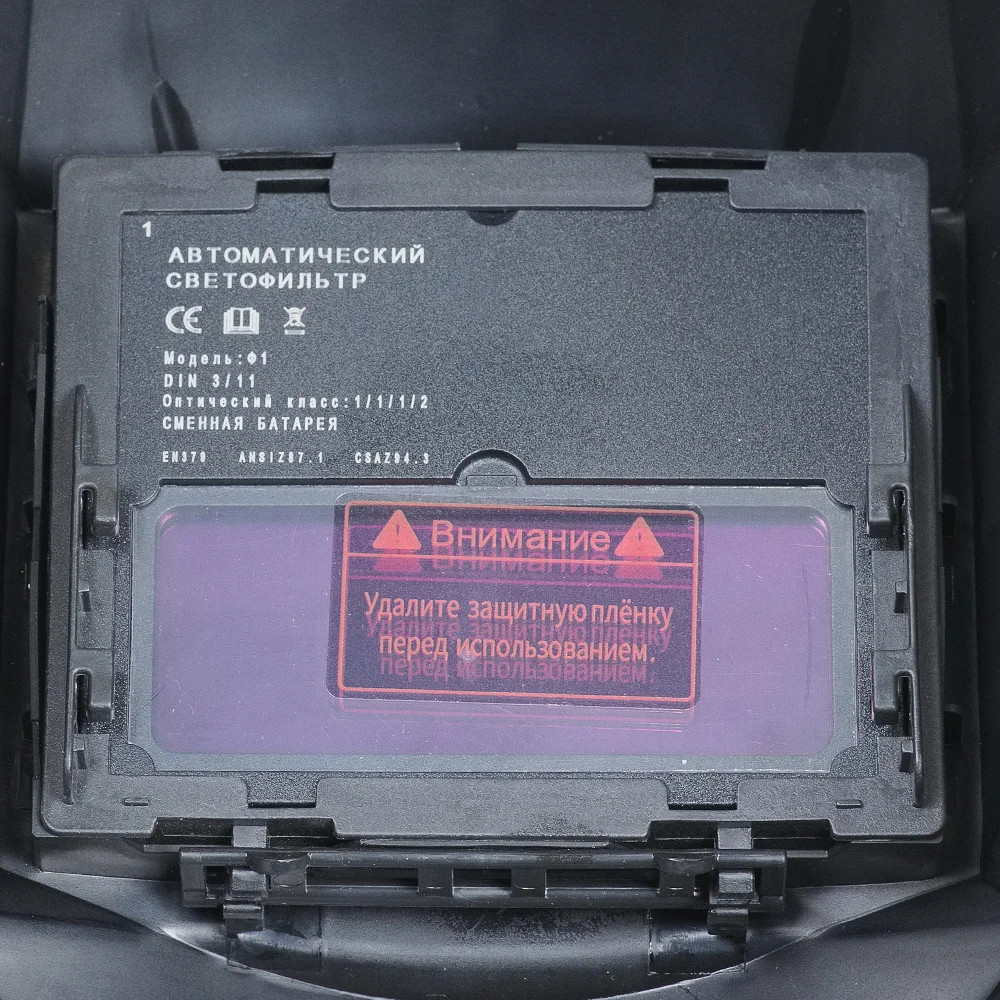 1
АВТОМАТИЧЕСКИЙ
СВЕТОФИЛЬТР
CE
Модель:Ф1
DIN 3/11
Оптический класс:1/1/1/2
СМЕННАЯ БАТАРЕЯ
EN379 ANSIZ87.1 CSAZ94.3
Внимание
Удалите защитную плёнку
перед использованием.